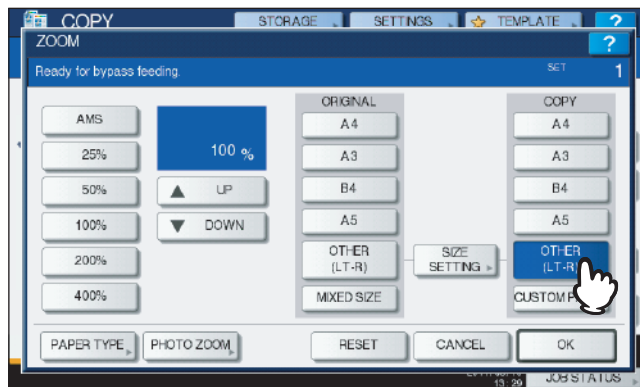 COPY STORAGE SETTINGS TEMPLATE ?
ZOOM ?
Ready for bypass feeding. SET 1
ORIGINAL COPY
AMS A4 A4
25% 100 % A3 A3
50% UP B4 B4
100% DOWN A5 A5
200% OTHER (LT-R) SIZE SETTING OTHER (LT-R)
400% MIXED SIZE CUSTOM
PAPER TYPE PHOTO ZOOM RESET CANCEL OK
13:29 JOB STATUS